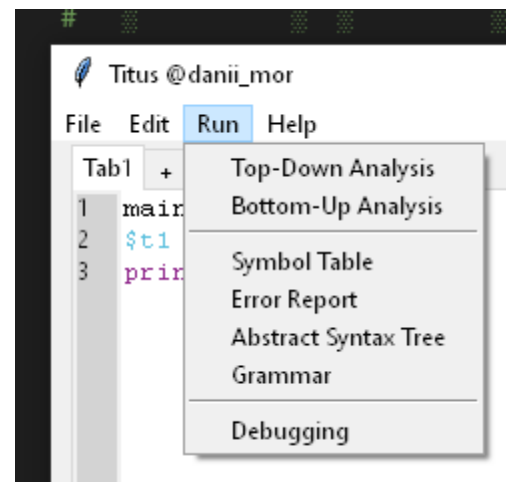 #
Titus @danii_mor
File Edit Run Help
Tab1 +
1 main
2 $t1
3 prin
Top-Down Analysis
Bottom-Up Analysis
Symbol Table
Error Report
Abstract Syntax Tree
Grammar
Debugging